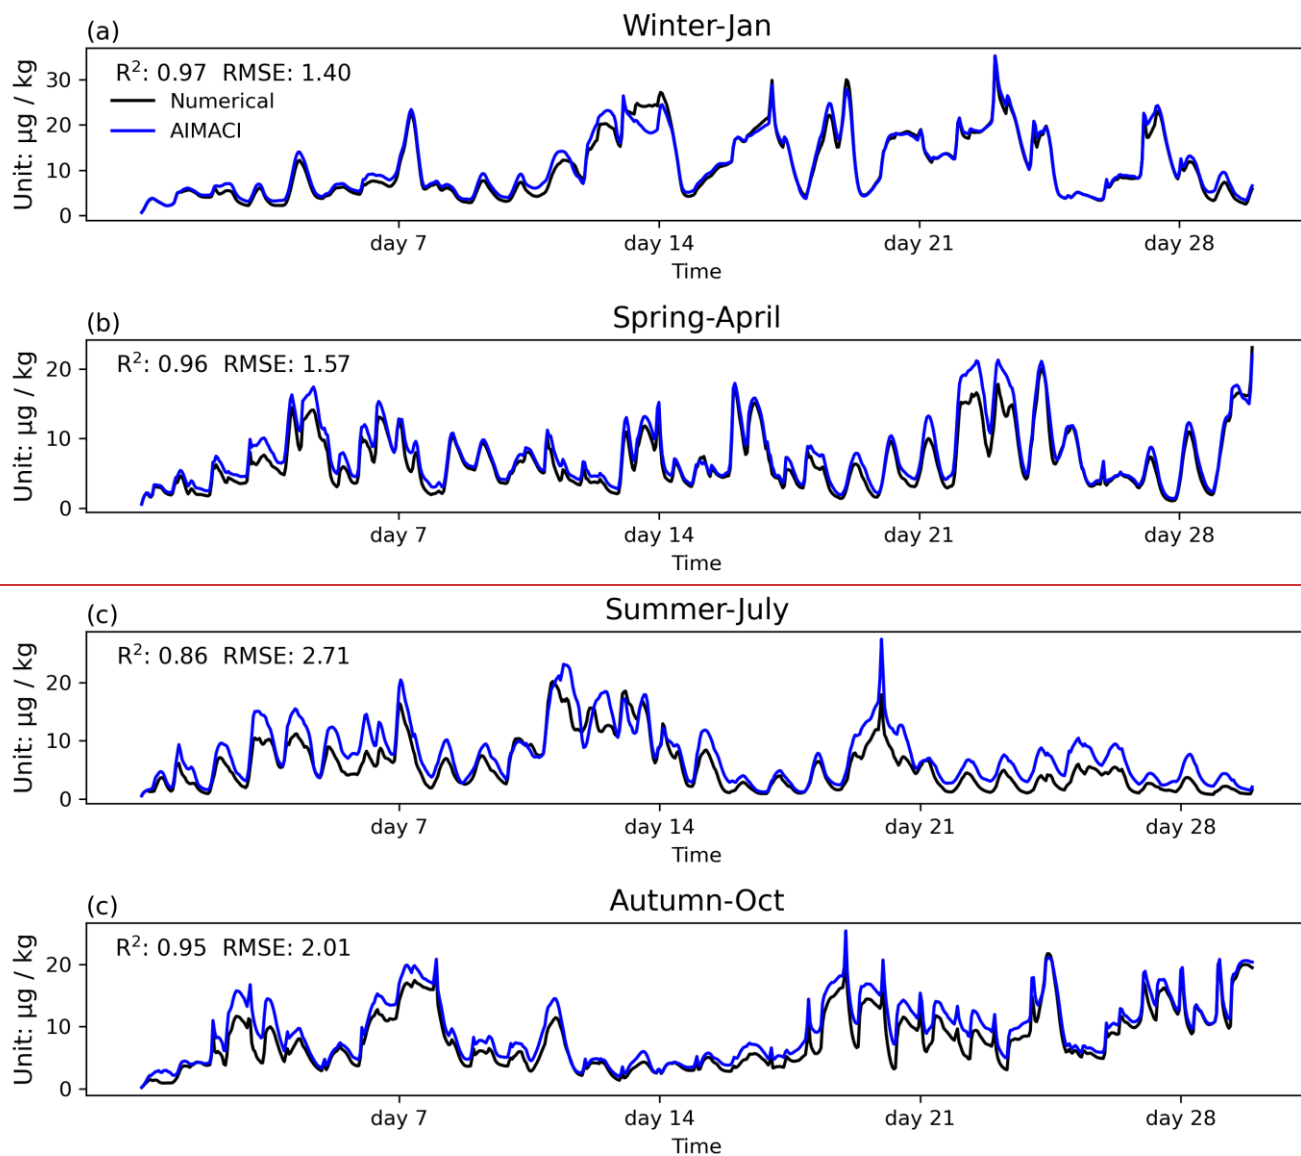 (a)
Winter-Jan
R²: 0.97 RMSE: 1.40
Numerical
AIMACI
Unit: µg / kg
30
20
10
0
day 7
day 14
day 21
day 28
Time
(b)
Spring-April
R²: 0.96 RMSE: 1.57
Unit: µg / kg
20
10
0
day 7
day 14
day 21
day 28
Time
(c)
Summer-July
R²: 0.86 RMSE: 2.71
Unit: µg / kg
20
10
0
day 7
day 14
day 21
day 28
Time
(c)
Autumn-Oct
R²: 0.95 RMSE: 2.01
Unit: µg / kg
20
10
0
day 7
day 14
day 21
day 28
Time